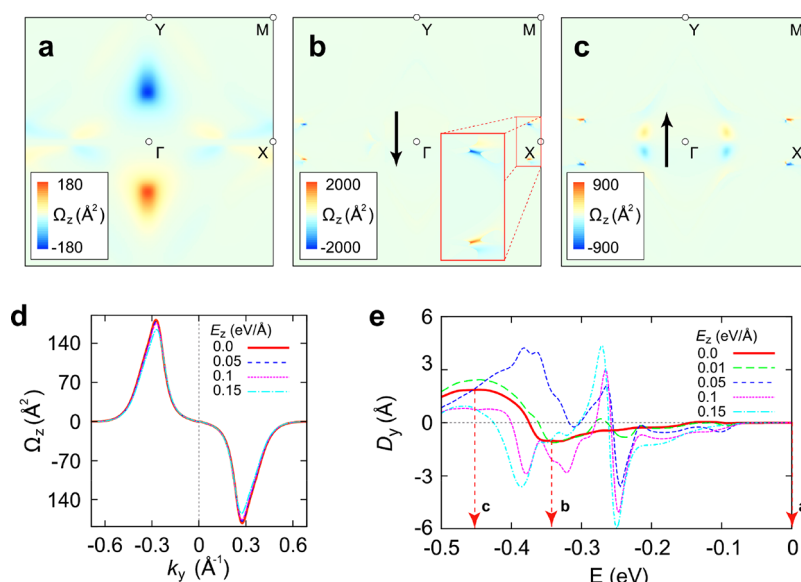 a
Y
M
Γ
X
180
Ωz (Å²)
-180
b
Y
M
Γ
X
2000
Ωz (Å²)
-2000
c
Y
M
Γ
X
900
Ωz (Å²)
-900
d
Ez (eV/Å)
0.0
0.05
0.1
0.15
140
70
0
-70
140
Ωz (Å²)
-0.6 -0.3 0 0.3 0.6
ky (Å-1)
e
Ez (eV/Å)
0.0
0.01
0.05
0.1
0.15
6
3
0
-3
-6
Dy (Å)
c
b
a
-0.5 -0.4 -0.3 -0.2 -0.1 0
E (eV)